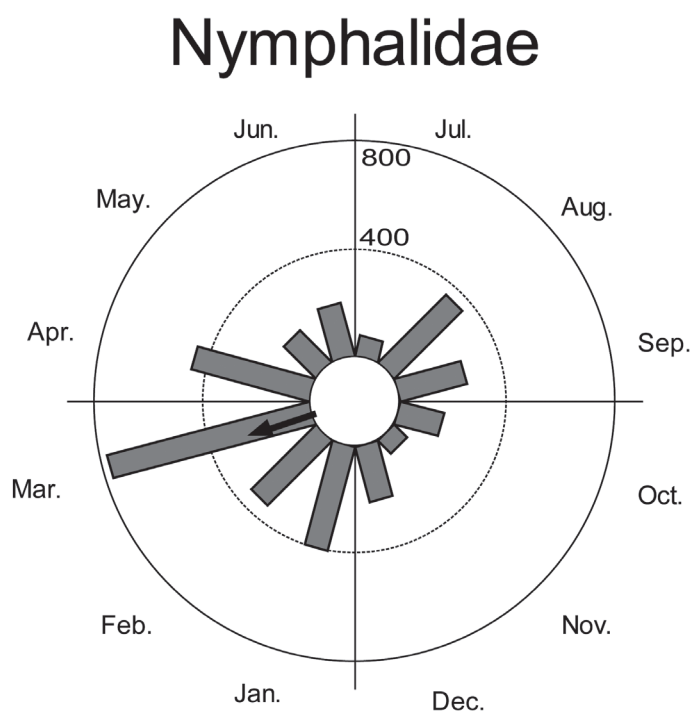 Nymphalidae
Jun.
Jul.
800
May.
Aug.
400
Apr.
Sep.
Mar.
Oct.
Feb.
Nov.
Jan.
Dec.